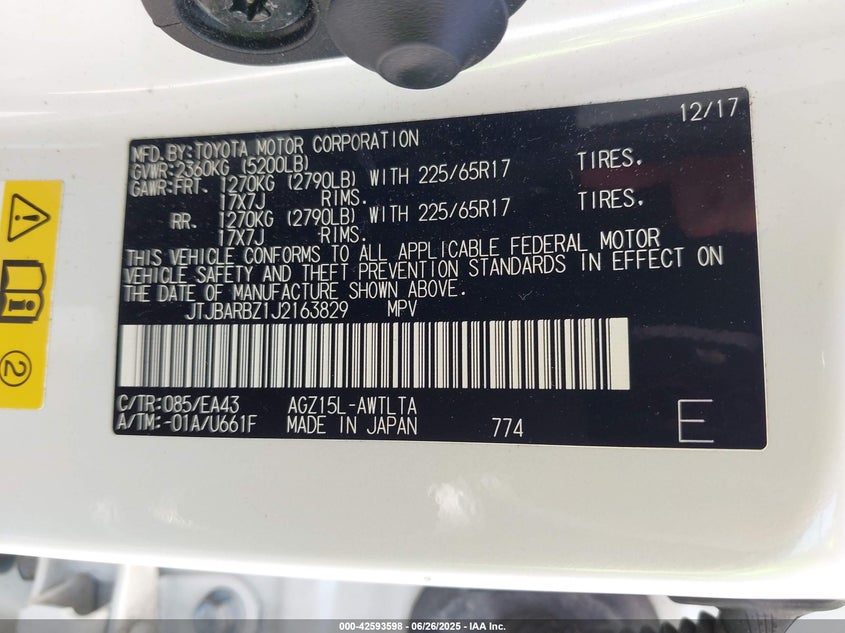 12/17
MFD.BY:TOYOTA MOTOR CORPORATION
GVWR:2360KG (5200LB)
GAWR:FRT. 1270KG (2790LB) WITH 225/65R17 TIRES.
17X7J RIMS.
RR. 1270KG (2790LB) WITH 225/65R17 TIRES.
17X7J RIMS.
THIS VEHICLE CONFORMS TO ALL APPLICABLE FEDERAL MOTOR
VEHICLE SAFETY AND THEFT PREVENTION STANDARDS IN EFFECT ON
THE DATE OF MANUFACTURE SHOWN ABOVE.
JTJBARBZ1J2163829 MPV
C/TR:085/EA43 AGZ15L-AWTLTA
A/TM:-01A/U661F MADE IN JAPAN 774 E
2
000-42593598 - 06/26/2025 - IAA Inc.